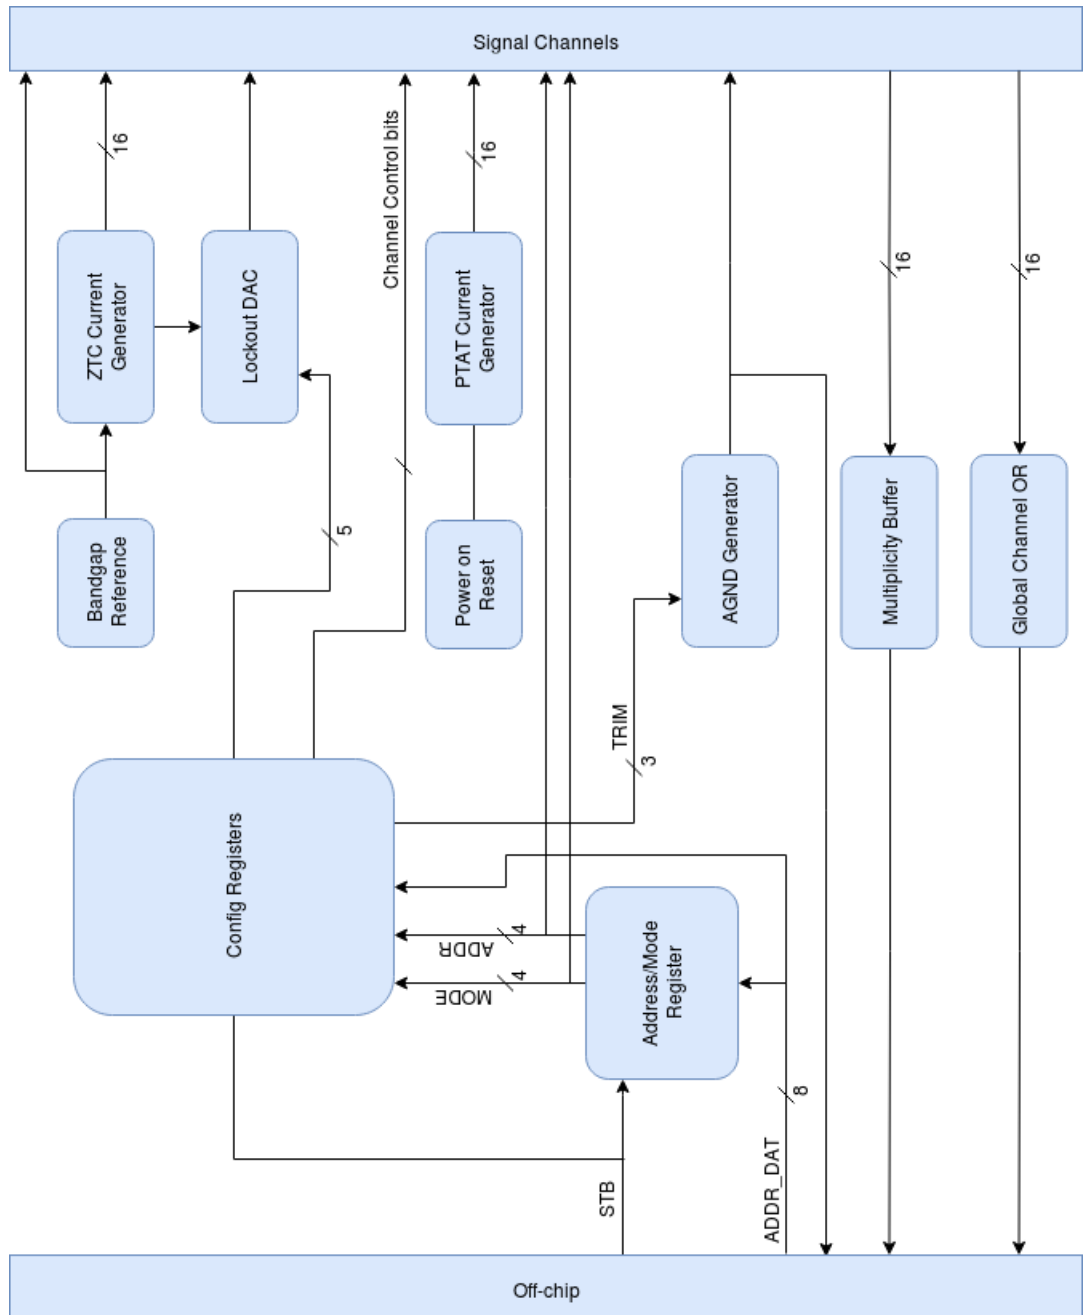 Signal Channels
16
ZTC Current
Generator
Lockout DAC
Channel Control bits
16
PTAT Current
Generator
16
16
Bandgap
Reference
5
Power on
Reset
AGND Generator
Multiplicity Buffer
Global Channel OR
TRIM
3
Config Registers
ADDR
4
MODE
4
Address/Mode
Register
STB
ADDR_DAT
8
Off-chip